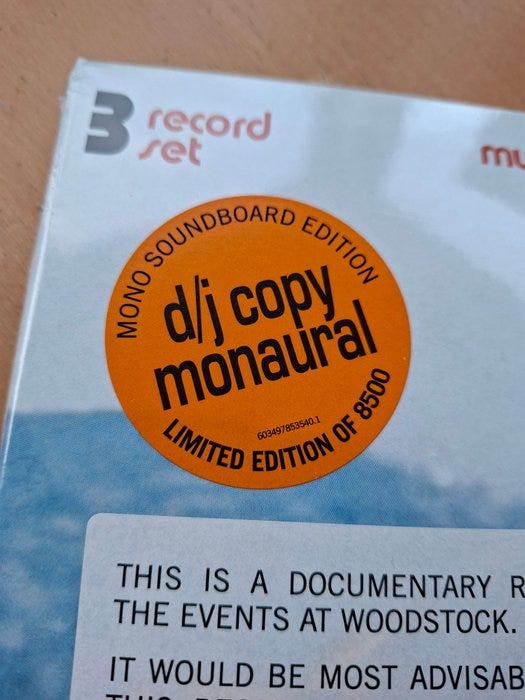 3 record
set
MONO SOUNDBOARD EDITION
d/j copy
monaural
603497853540.1
LIMITED EDITION OF 8500
THIS IS A DOCUMENTARY
THE EVENTS AT WOODSTOCK.
IT WOULD BE MOST